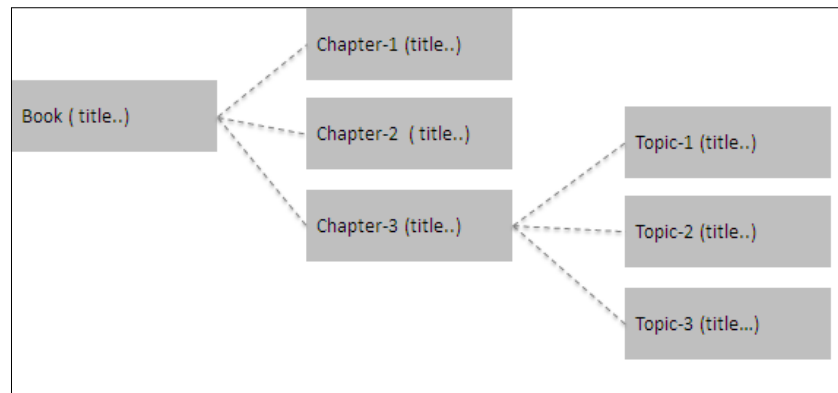 Book ( title..)
Chapter-1 (title..)
Chapter-2  ( title..)
Chapter-3 (title..)
Topic-1 (title..)
Topic-2 (title..)
Topic-3 (title...)